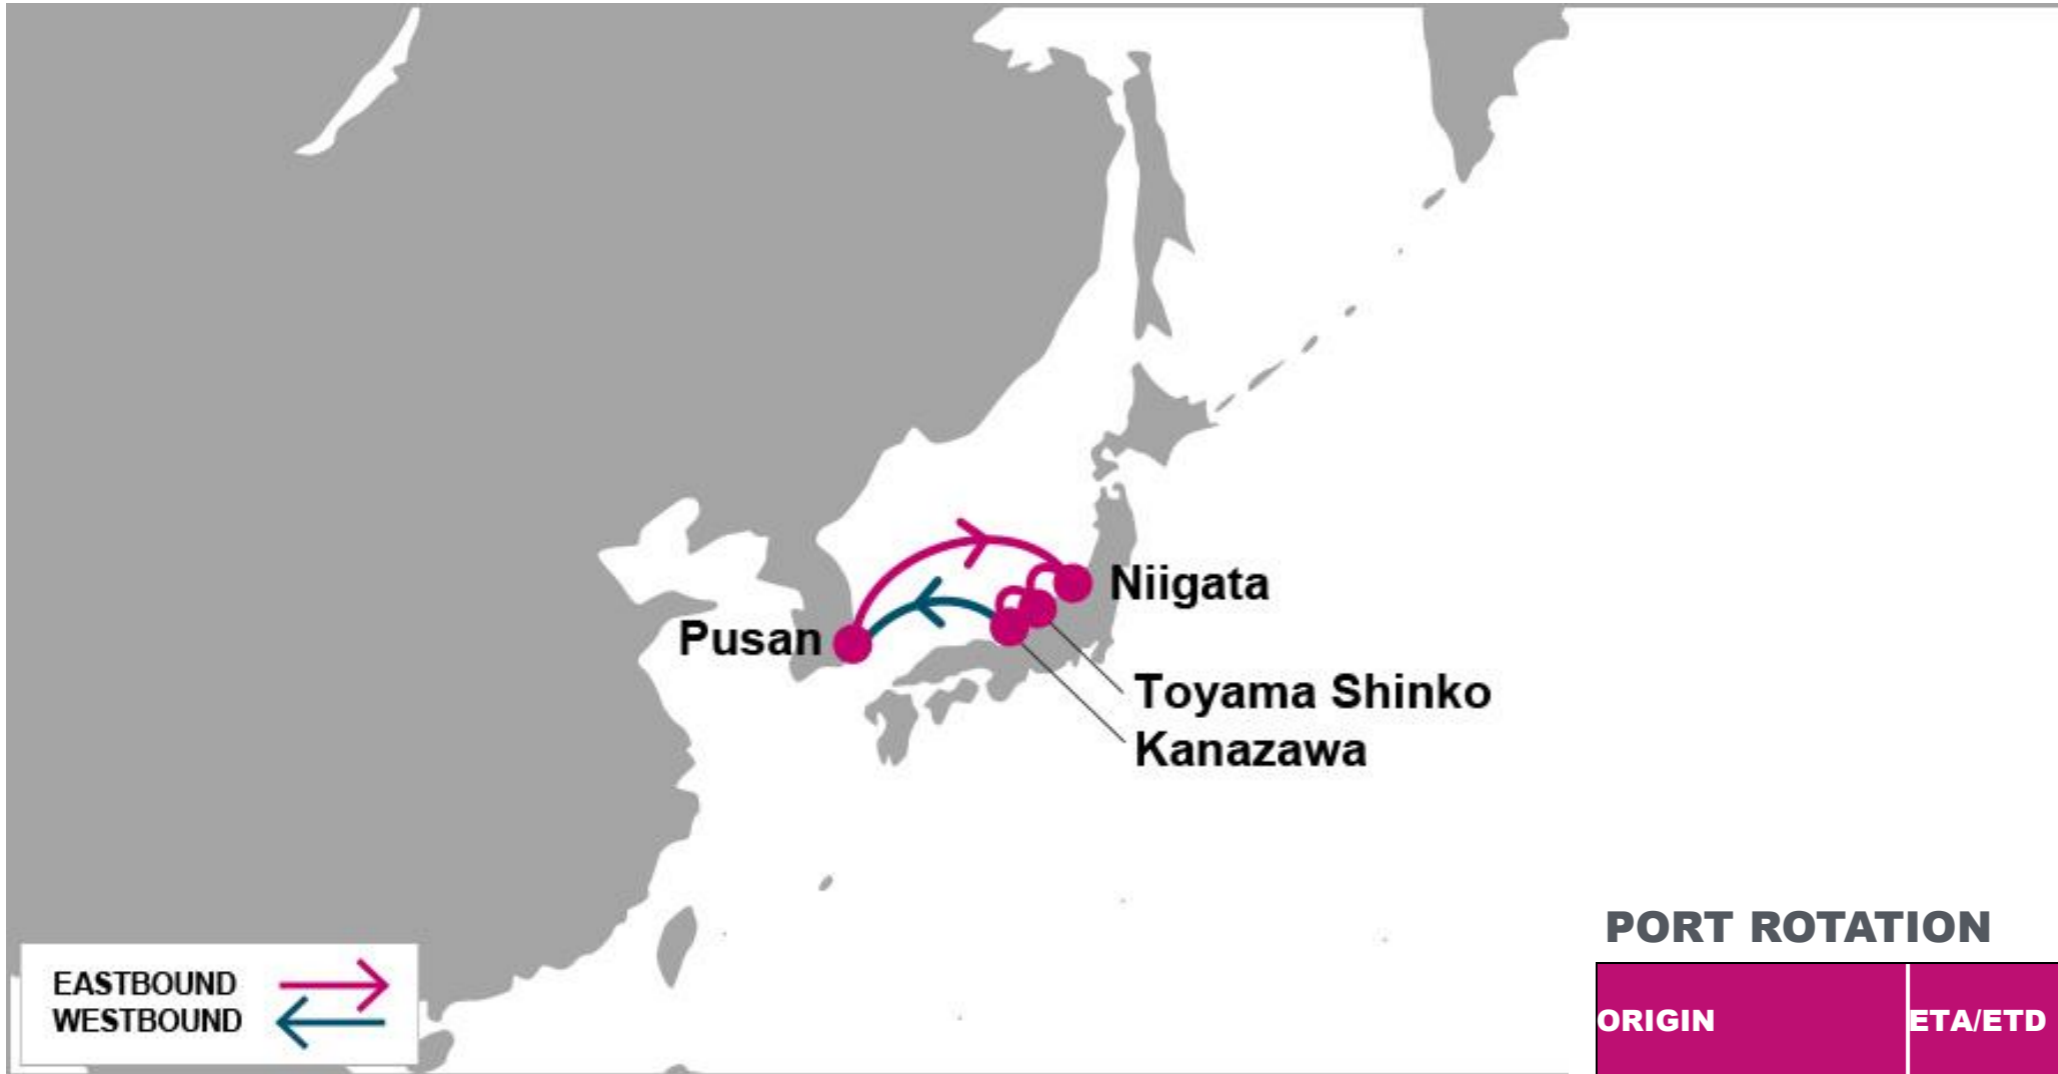 Niigata
Pusan
Toyama Shinko
Kanazawa
EASTBOUND
WESTBOUND
PORT ROTATION
ORIGIN ETA/ETD